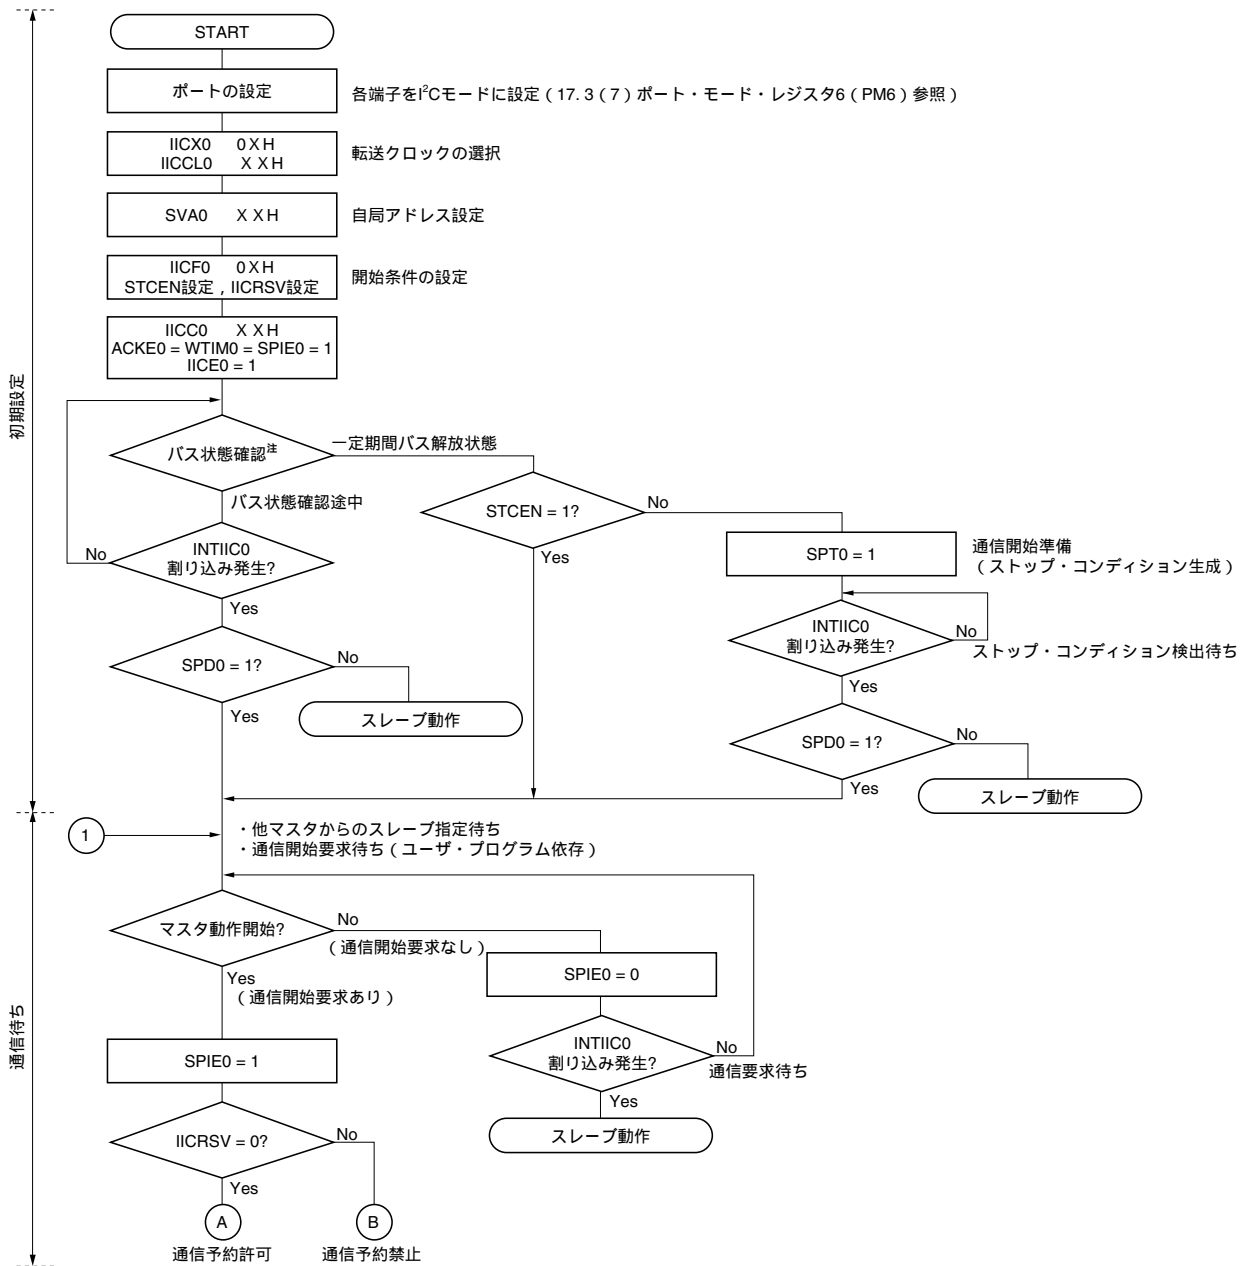 START
ポートの設定
各端子をI²Cモードに設定(17.3(7)ポート・モード・レジスタ6(PM6)参照)
IICX0 0XH
IICCL0 XXH
転送クロックの選択
SVA0 XXH
自局アドレス設定
IICF0 0XH
STCEN設定,IICRSV設定
開始条件の設定
IICC0 XXH
ACKE0 = WTIM0 = SPIE0 = 1
IICE0 = 1
初期設定
バス状態確認注
一定期間バス解放状態
バス状態確認途中
STCEN = 1?
No
Yes
SPT0 = 1
通信開始準備
(ストップ・コンディション生成)
INTIIC0
割り込み発生?
No
Yes
INTIIC0
割り込み発生?
No
ストップ・コンディション検出待ち
Yes
SPD0 = 1?
No
Yes
スレーブ動作
SPD0 = 1?
No
Yes
スレーブ動作
1
・他マスタからのスレーブ指定待ち
・通信開始要求待ち(ユーザ・プログラム依存)
通信待ち
マスタ動作開始?
No
(通信開始要求なし)
Yes
(通信開始要求あり)
SPIE0 = 0
INTIIC0
割り込み発生?
No
通信要求待ち
Yes
スレーブ動作
SPIE0 = 1
IICRSV = 0?
No
Yes
A
通信予約許可
B
通信予約禁止